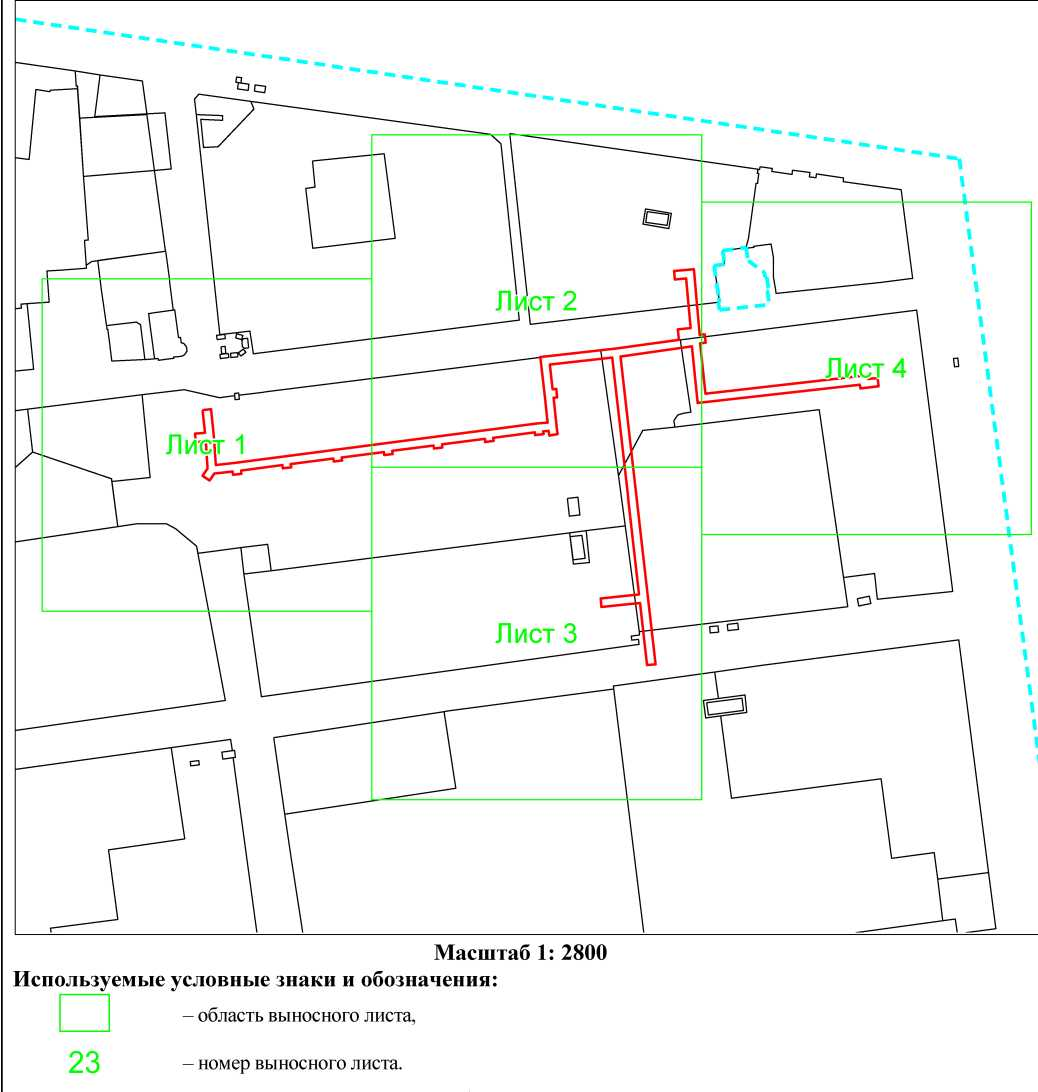 Лист 2
Лист 4
Лист 1
Лист 3
Масштаб 1: 2800
Используемые условные знаки и обозначения:
– область выносного листа,
23 – номер выносного листа.